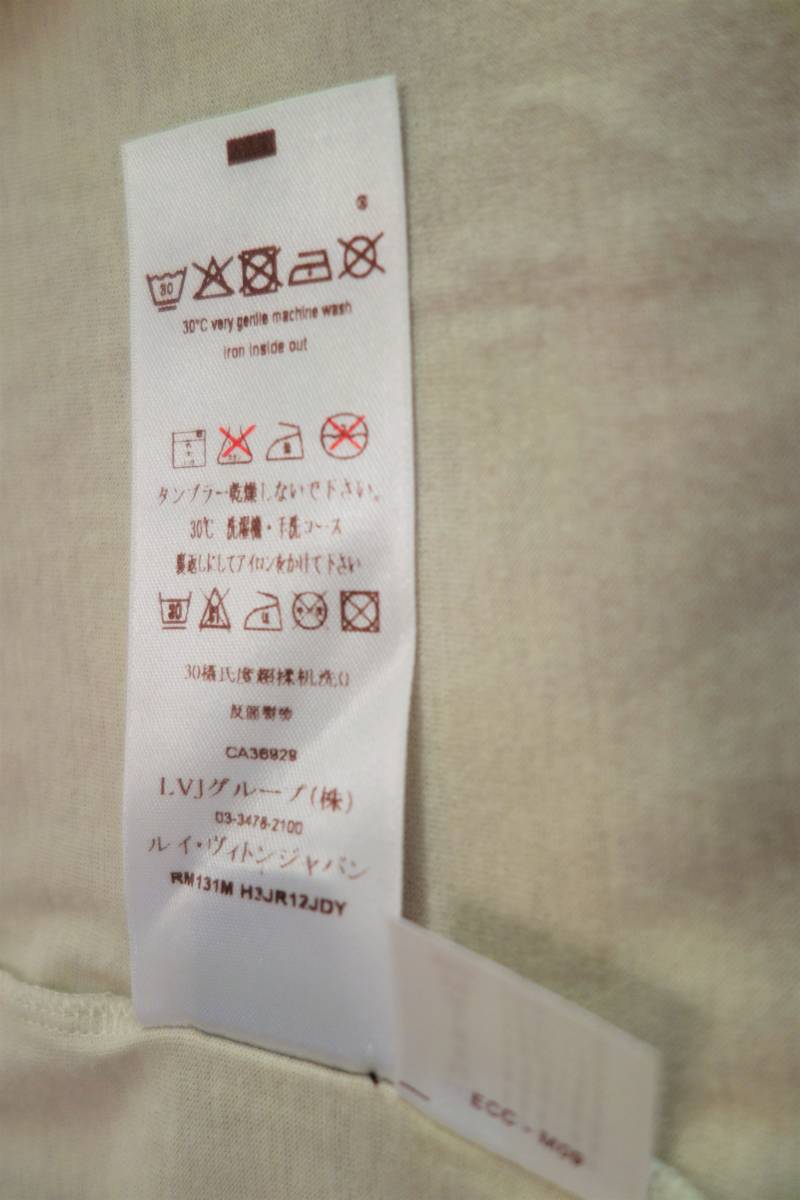 30
30°C very gentle machine wash
iron inside out
タンブラー乾燥しないで下さい。
30℃ 洗濯機・手洗コース
裏返しにしてアイロンをかけて下さい
30
CA36929
LVJグループ(株)
03-3478-2100
ルイ・ヴィトンジャパン
RM131M H3JR12JDY
ECC - M09